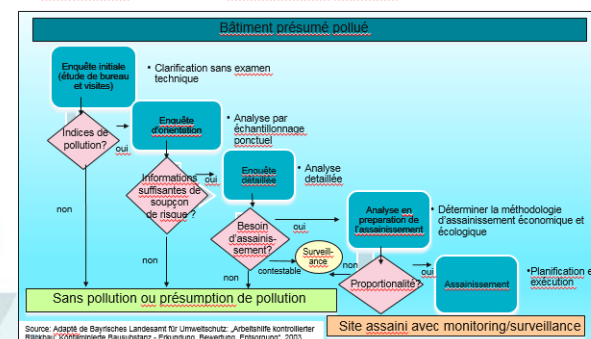 Bâtiment présumé pollué
Enquête initiale
(étude de bureau
et visites)
• Clarification sans examen
technique
Indices de
pollution?
oui
Enquête
d'orientation
• Analyse par
échantillonnage
ponctuel
Informations
suffisantes de
soupçon
de risque ?
oui
Enquête
détaillée
• Analyse
detaillée
Besoin
d'assainis-
sement?
oui
Analyse en
preparation de
l'assainissement
• Déterminer la méthodologie
d'assainissement économique et
écologique
Surveill-
ance
contestable
non
Proportionalité?
oui
Assainissement
•Planification e
exécution
non
non
non
Sans pollution ou présomption de pollution
Site assaini avec monitoring/surveillance
Source: Adapté de Bayrisches Landesamt für Umweltschutz: „Arbeitshilfe kontrollierter
Rückbau: Kontaminierte Bausubstanz - Erkundung, Bewertung, Entsorgung", 2003